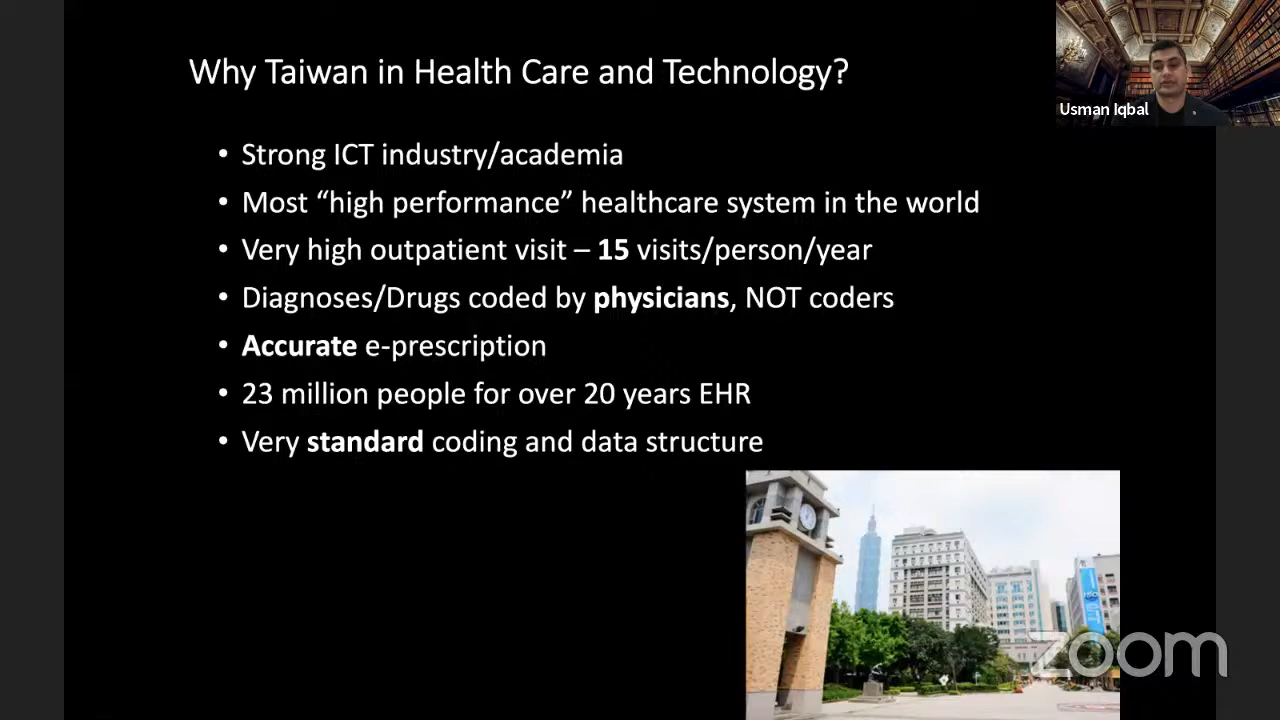 Why Taiwan in Health Care and Technology?
Usman Iqbal
• Strong ICT industry/academia
• Most “high performance” healthcare system in the world
• Very high outpatient visit – 15 visits/person/year
• Diagnoses/Drugs coded by physicians, NOT coders
• Accurate e-prescription
• 23 million people for over 20 years EHR
• Very standard coding and data structure
zoom